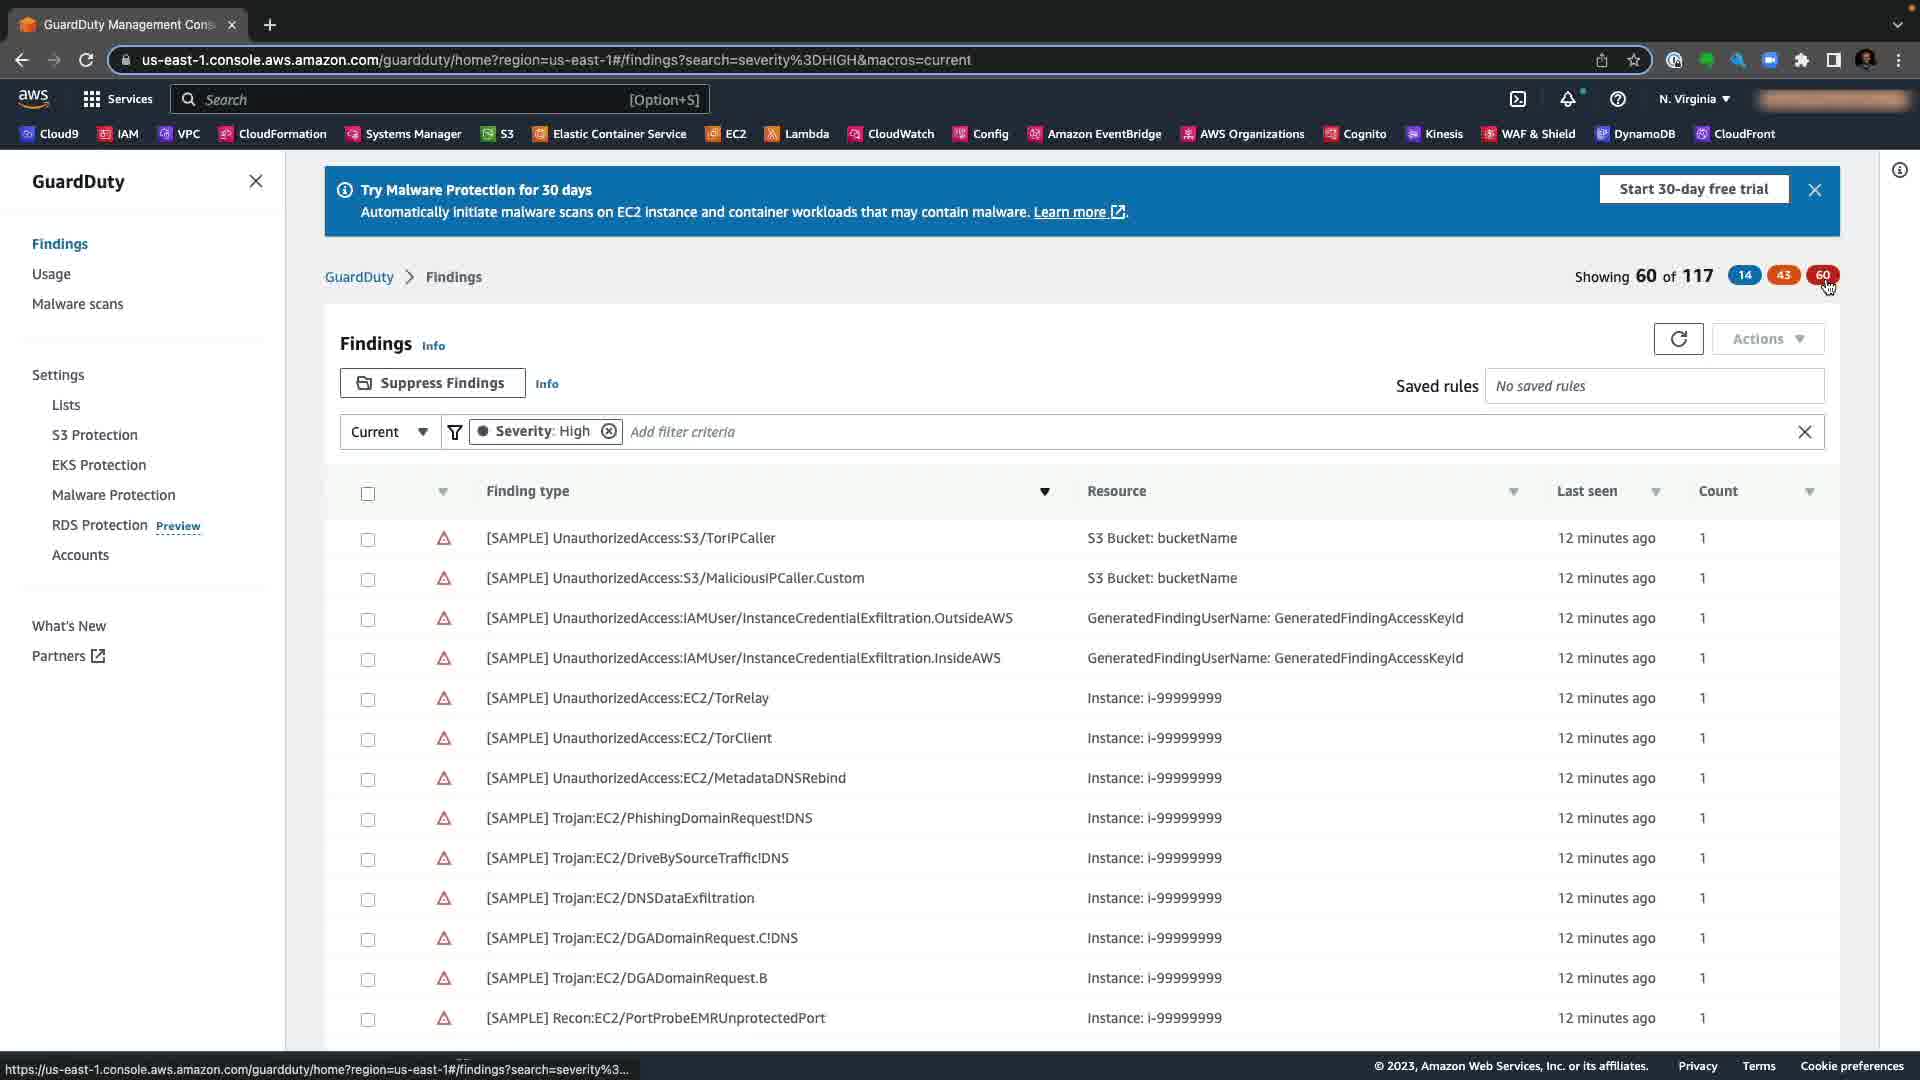 GuardDuty Management Cons
us-east-1.console.aws.amazon.com/guardduty/home?region=us-east-1#/findings?search=severity%3DHIGH&macros=current
aws Services Search [Option+S] N. Virginia
Cloud9 IAM VPC CloudFormation Systems Manager S3 Elastic Container Service EC2 Lambda CloudWatch Config Amazon EventBridge AWS Organizations Cognito Kinesis WAF & Shield DynamoDB CloudFront
GuardDuty
Findings
Usage
Malware scans
Settings
Lists
S3 Protection
EKS Protection
Malware Protection
RDS Protection Preview
Accounts
What's New
Partners
Try Malware Protection for 30 days
Automatically initiate malware scans on EC2 instance and container workloads that may contain malware. Learn more.
Start 30-day free trial
GuardDuty > Findings
Showing 60 of 117 14 43 60
Findings Info
Actions
Suppress Findings Info
Saved rules No saved rules
Current Severity: High Add filter criteria
Finding type Resource Last seen Count
[SAMPLE] UnauthorizedAccess:S3/TorIPCaller S3 Bucket: bucketName 12 minutes ago 1
[SAMPLE] UnauthorizedAccess:S3/MaliciousIPCaller.Custom S3 Bucket: bucketName 12 minutes ago 1
[SAMPLE] UnauthorizedAccess:IAMUser/InstanceCredentialExfiltration.OutsideAWS GeneratedFindingUserName: GeneratedFindingAccessKeyId 12 minutes ago 1
[SAMPLE] UnauthorizedAccess:IAMUser/InstanceCredentialExfiltration.InsideAWS GeneratedFindingUserName: GeneratedFindingAccessKeyId 12 minutes ago 1
[SAMPLE] UnauthorizedAccess:EC2/TorRelay Instance: i-99999999 12 minutes ago 1
[SAMPLE] UnauthorizedAccess:EC2/TorClient Instance: i-99999999 12 minutes ago 1
[SAMPLE] UnauthorizedAccess:EC2/MetadataDNSRebind Instance: i-99999999 12 minutes ago 1
[SAMPLE] Trojan:EC2/PhishingDomainRequest!DNS Instance: i-99999999 12 minutes ago 1
[SAMPLE] Trojan:EC2/DriveBySourceTraffic!DNS Instance: i-99999999 12 minutes ago 1
[SAMPLE] Trojan:EC2/DNSDataExfiltration Instance: i-99999999 12 minutes ago 1
[SAMPLE] Trojan:EC2/DGADomainRequest.C!DNS Instance: i-99999999 12 minutes ago 1
[SAMPLE] Trojan:EC2/DGADomainRequest.B Instance: i-99999999 12 minutes ago 1
[SAMPLE] Recon:EC2/PortProbeEMRUnprotectedPort Instance: i-99999999 12 minutes ago 1
https://us-east-1.console.aws.amazon.com/guardduty/home?region=us-east-1#/findings?search=severity%3...
© 2023, Amazon Web Services, Inc. or its affiliates. Privacy Terms Cookie preferences